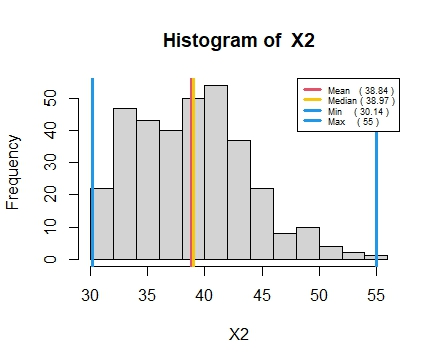 Histogram of  X2
Mean   ( 38.84 )
Median ( 38.97 )
Min    ( 30.14 )
Max    ( 55 )
Frequency
50
40
30
20
10
0
30 35 40 45 50 55
X2